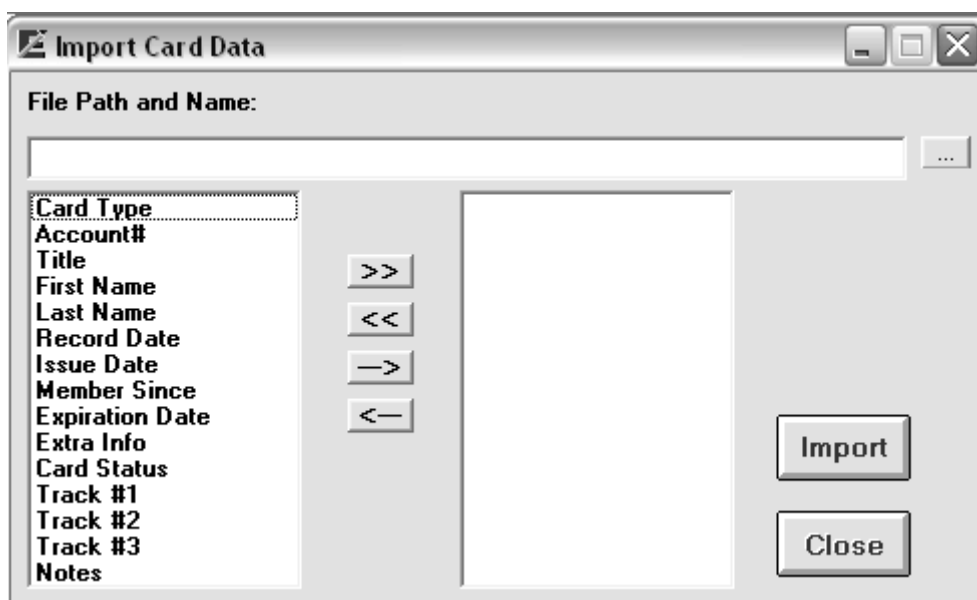 Import Card Data
File Path and Name:
...
Card Type
Account#
Title
First Name
Last Name
Record Date
Issue Date
Member Since
Expiration Date
Extra Info
Card Status
Track #1
Track #2
Track #3
Notes
>>
<<
—>
<—
Import
Close